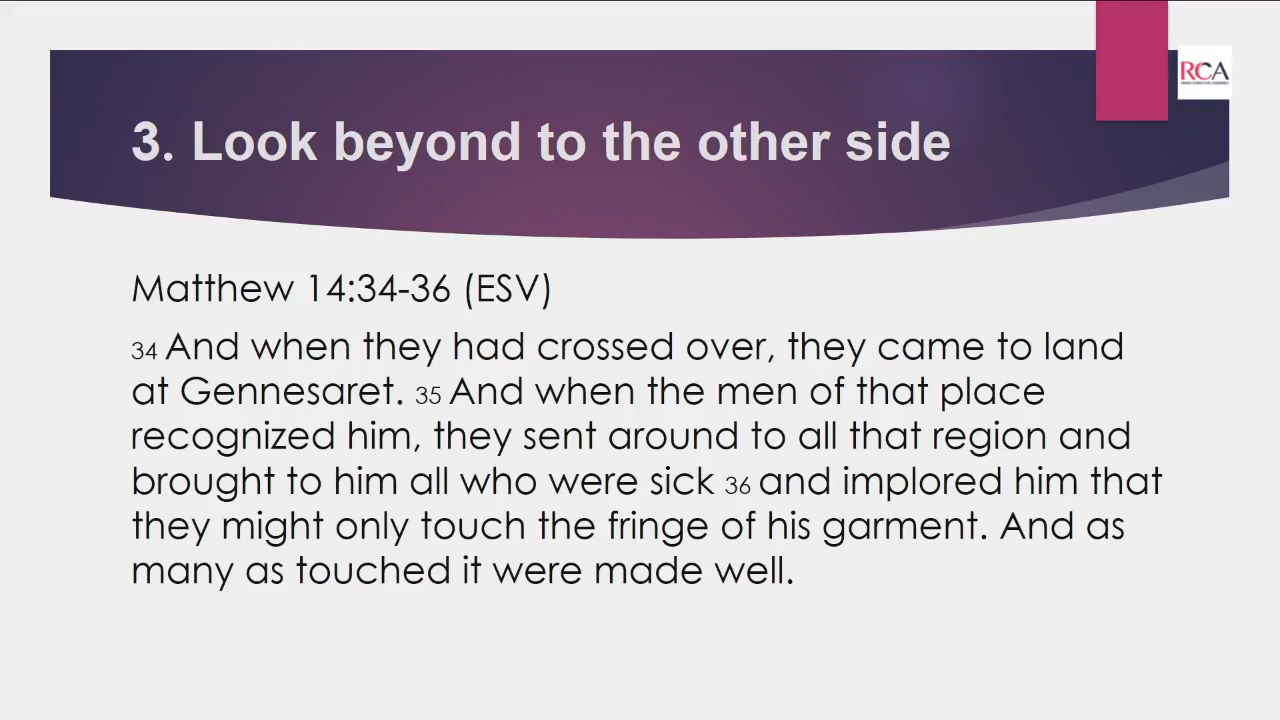 RCA
3. Look beyond to the other side
Matthew 14:34-36 (ESV)
34 And when they had crossed over, they came to land
at Gennesaret. 35 And when the men of that place
recognized him, they sent around to all that region and
brought to him all who were sick 36 and implored him that
they might only touch the fringe of his garment. And as
many as touched it were made well.